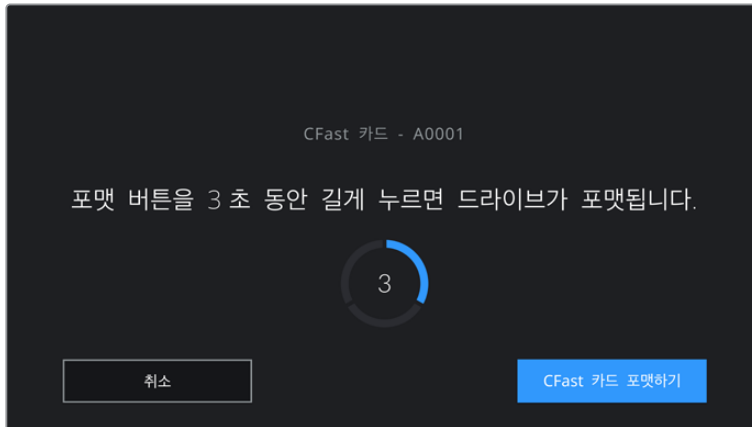 CFast 카드 - A0001
포맷 버튼을 3초 동안 길게 누르면 드라이브가 포맷됩니다.
3
취소
CFast 카드 포맷하기